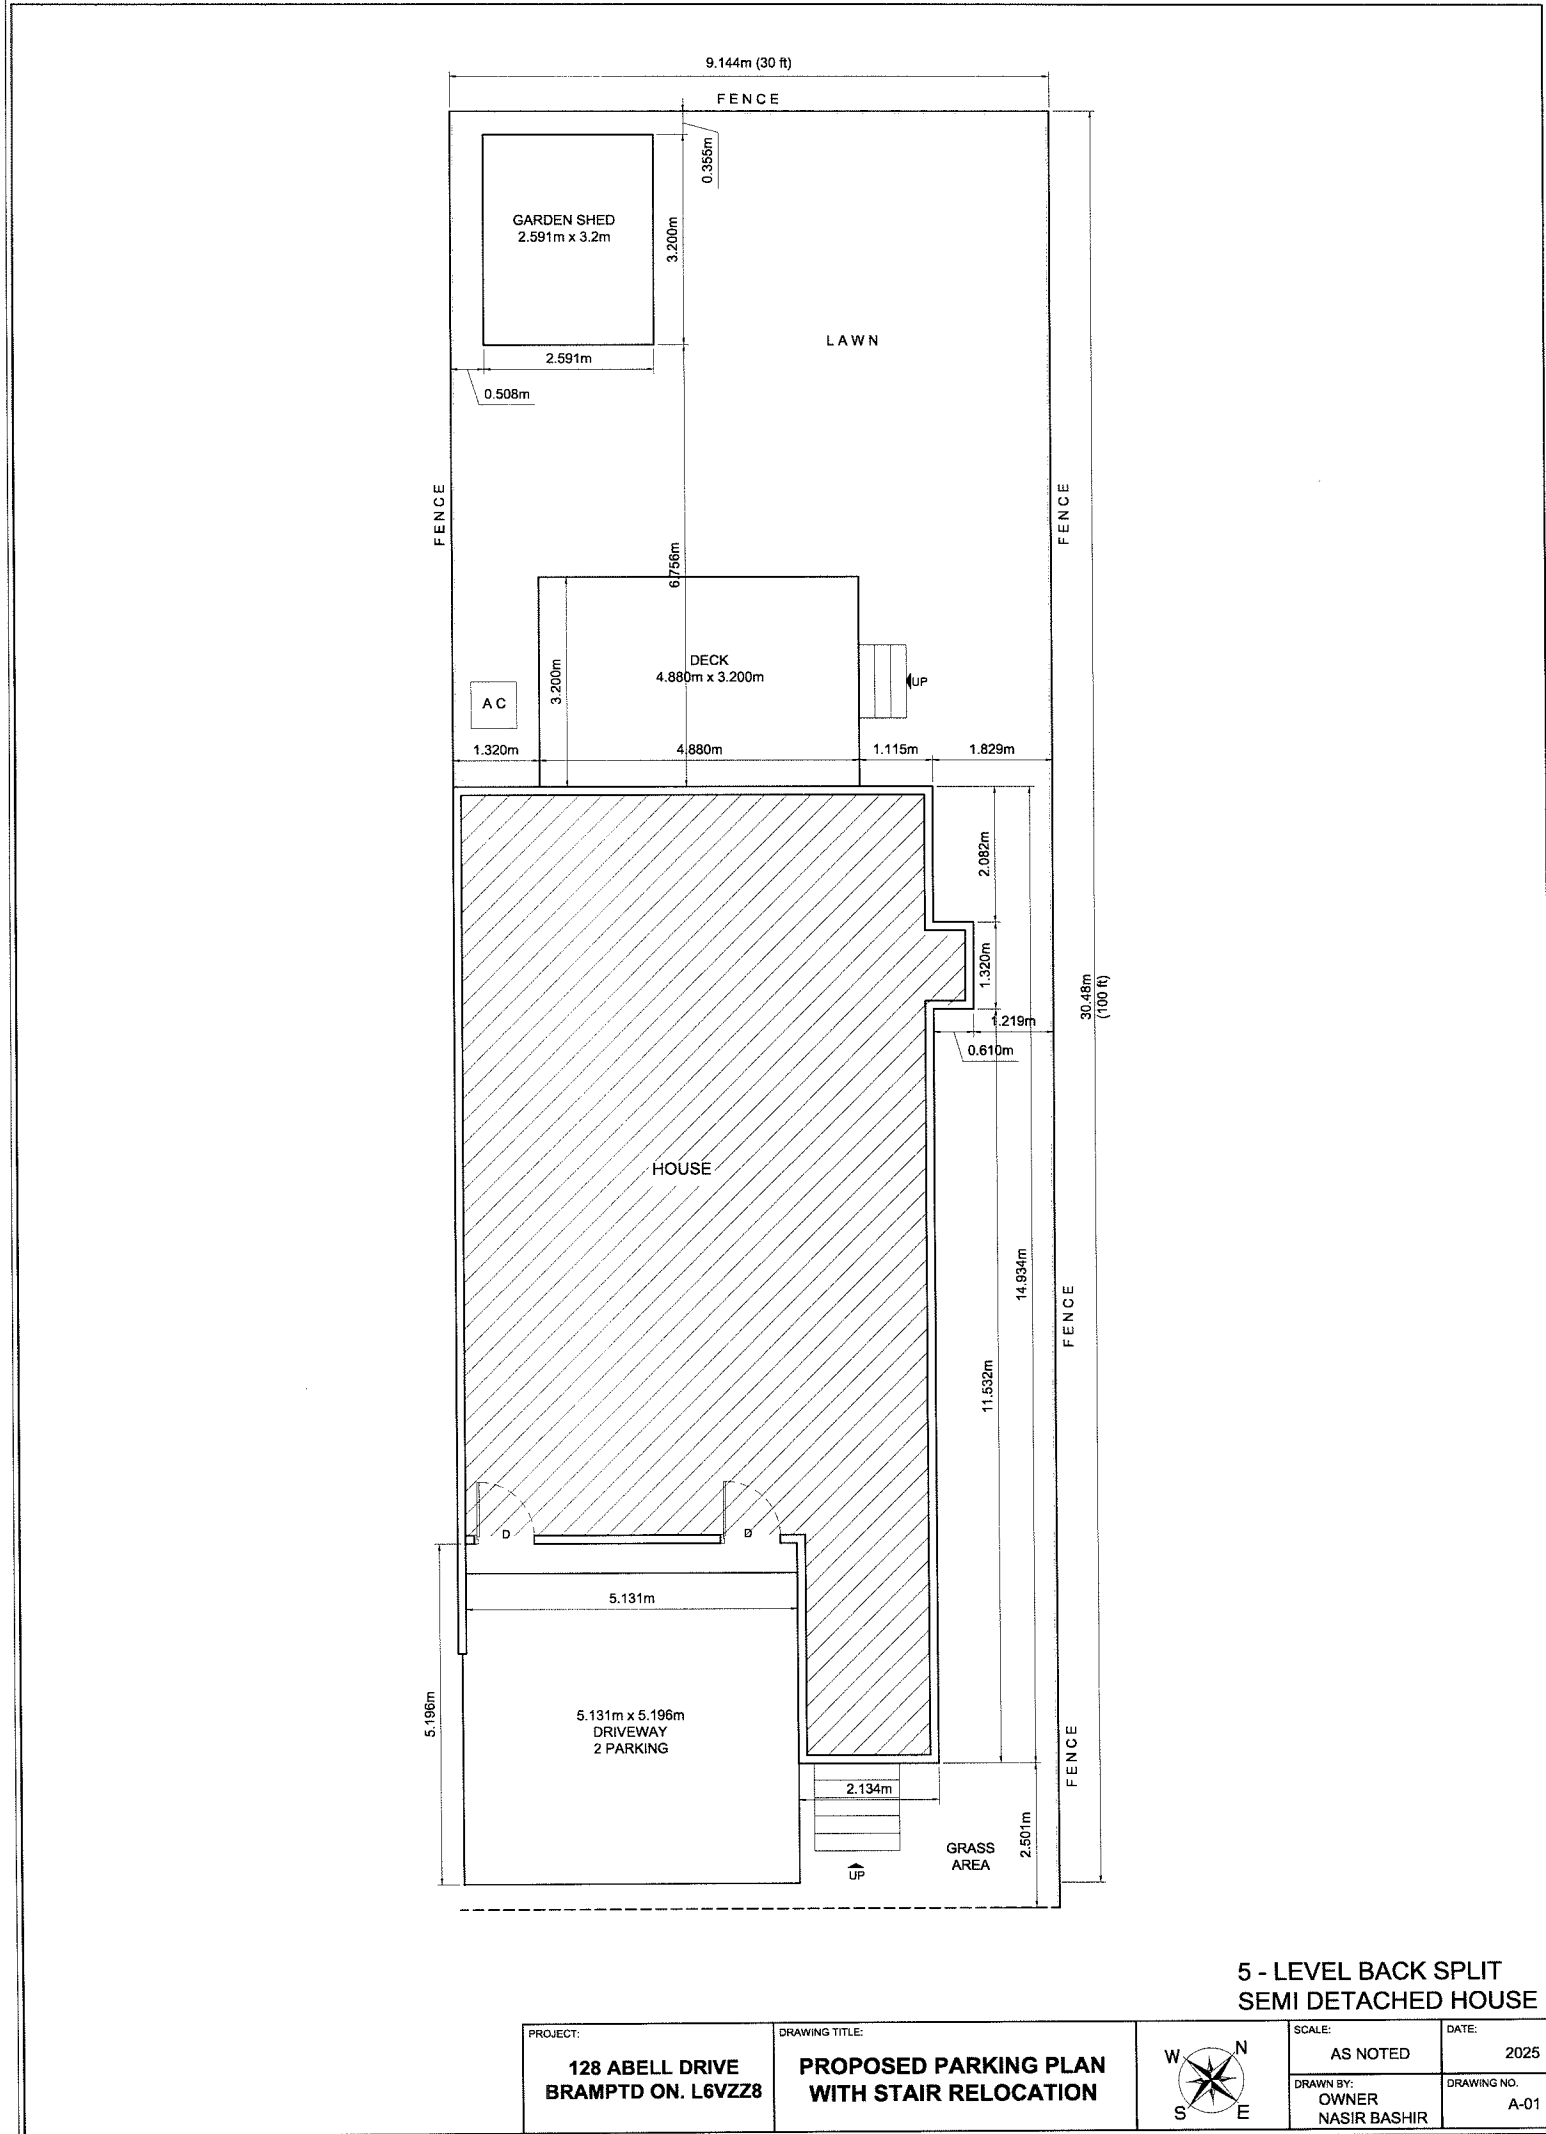 9.144m (30 ft)
FENCE
0.355m
GARDEN SHED
2.591m x 3.2m
3.200m
LAWN
2.591m
0.508m
FENCE
FENCE
6.756m
DECK
4.880m x 3.200m
3.200m
UP
A C
1.320m
4.880m
1.115m
1.829m
2.082m
1.320m
30.48m
(100 ft)
1.219m
0.610m
HOUSE
14.934m
FENCE
11.532m
D
D
5.131m
5.196m
5.131m x 5.196m
DRIVEWAY
2 PARKING
FENCE
2.134m
2.501m
GRASS
AREA
UP
5 - LEVEL BACK SPLIT
SEMI DETACHED HOUSE
PROJECT:
128 ABELL DRIVE
BRAMPTD ON. L6VZZ8
DRAWING TITLE:
PROPOSED PARKING PLAN
WITH STAIR RELOCATION
W
N
S
E
SCALE:
AS NOTED
DATE:
2025
DRAWN BY:
OWNER
NASIR BASHIR
DRAWING NO.
A-01